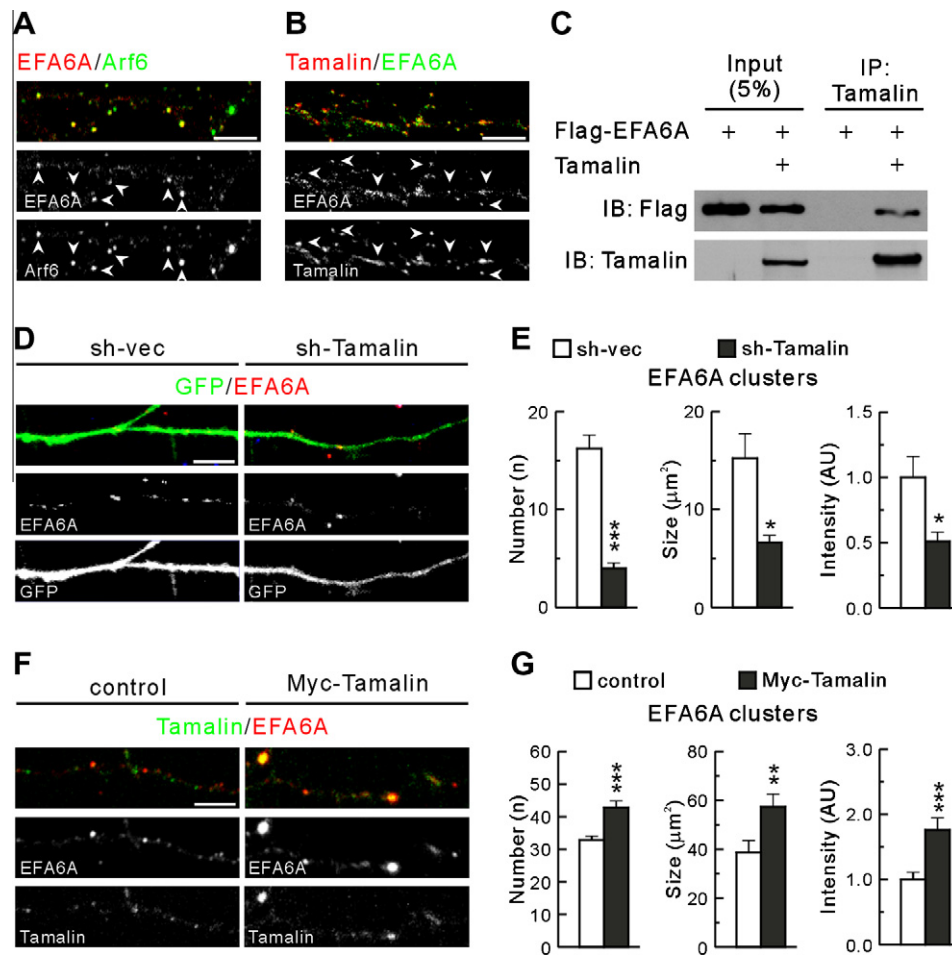 A
EFA6A/Arf6
EFA6A
Arf6
B
Tamalin/EFA6A
EFA6A
Tamalin
C
Input
(5%)
IP:
Tamalin
Flag-EFA6A + + + +
Tamalin + +
IB: Flag
IB: Tamalin
D
sh-vec sh-Tamalin
GFP/EFA6A
EFA6A EFA6A
GFP GFP
E
sh-vec sh-Tamalin
EFA6A clusters
Number (n)
20
10
0
***
Size (μm²)
20
10
0
*
Intensity (AU)
1.5
1.0
0.5
0.0
*
F
control Myc-Tamalin
Tamalin/EFA6A
EFA6A EFA6A
Tamalin Tamalin
G
control Myc-Tamalin
EFA6A clusters
Number (n)
60
50
40
30
20
10
0
***
Size (μm²)
80
60
40
20
0
**
Intensity (AU)
3.0
2.0
1.0
0.0
***